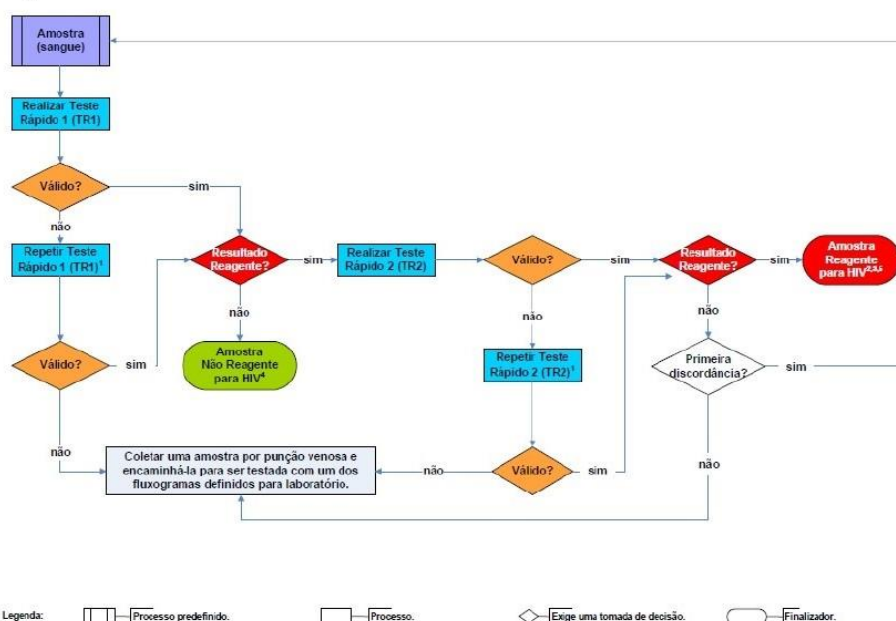 Amostra
(sangue)
Realizar Teste
Rápido 1 (TR1)
Válido?
sim
não
Repetir Teste
Rápido 1 (TR1)¹
Resultado
Reagente?
sim
Realizar Teste
Rápido 2 (TR2)
Válido?
sim
Resultado
Reagente?
sim
Amostra
Reagente
para HIV²,³,⁵
não
não
não
Válido?
sim
Amostra
Não Reagente
para HIV⁴
Repetir Teste
Rápido 2 (TR2)¹
Primeira
discordância?
sim
não
Coletar uma amostra por punção venosa e
encaminhá-la para ser testada com um dos
fluxogramas definidos para laboratório.
não
Válido?
sim
não
Legenda:
Processo predefinido.
Processo.
Exige uma tomada de decisão.
Finalizador.